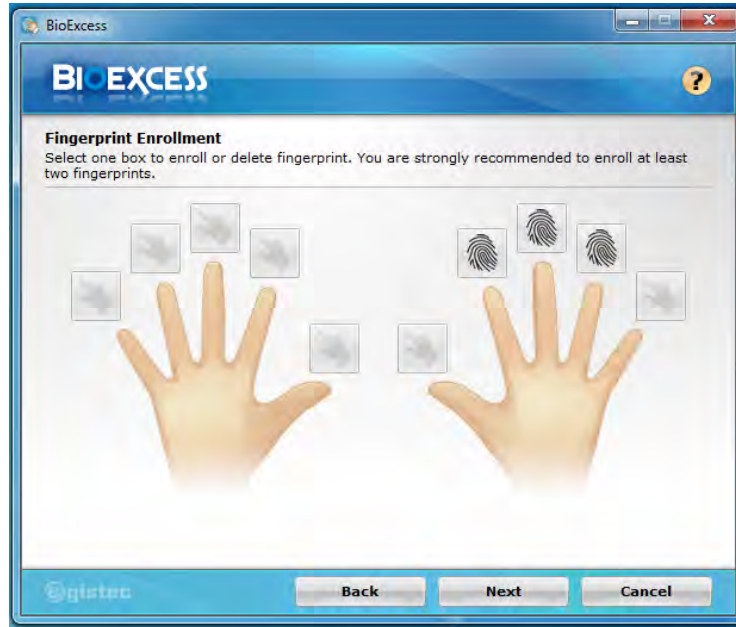 BioExcess
BIOEXCESS
?
Fingerprint Enrollment
Select one box to enroll or delete fingerprint. You are strongly recommended to enroll at least
two fingerprints.
Egistec
Back Next Cancel